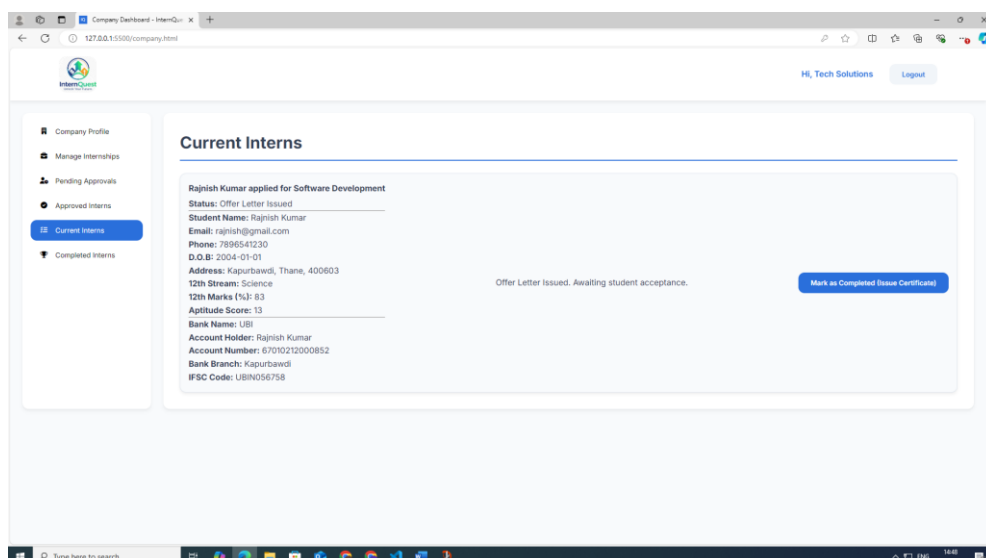 Company Dashboard - InternQu
127.0.0.1:5500/company.html
InternQuest
Hi, Tech Solutions
Logout
Company Profile
Manage Internships
Pending Approvals
Approved Interns
Current Interns
Completed Interns
Current Interns
Rajnish Kumar applied for Software Development
Status: Offer Letter Issued
Student Name: Rajnish Kumar
Email: rajnish@gmail.com
Phone: 7896541230
D.O.B: 2004-01-01
Address: Kapurbawdi, Thane, 400603
12th Stream: Science
12th Marks (%): 83
Aptitude Score: 13
Bank Name: UBI
Account Holder: Rajnish Kumar
Account Number: 67010212000852
Bank Branch: Kapurbawdi
IFSC Code: UBIN056758
Offer Letter Issued. Awaiting student acceptance.
Mark as Completed (Issue Certificate)
Type here to search
ENG
14:48